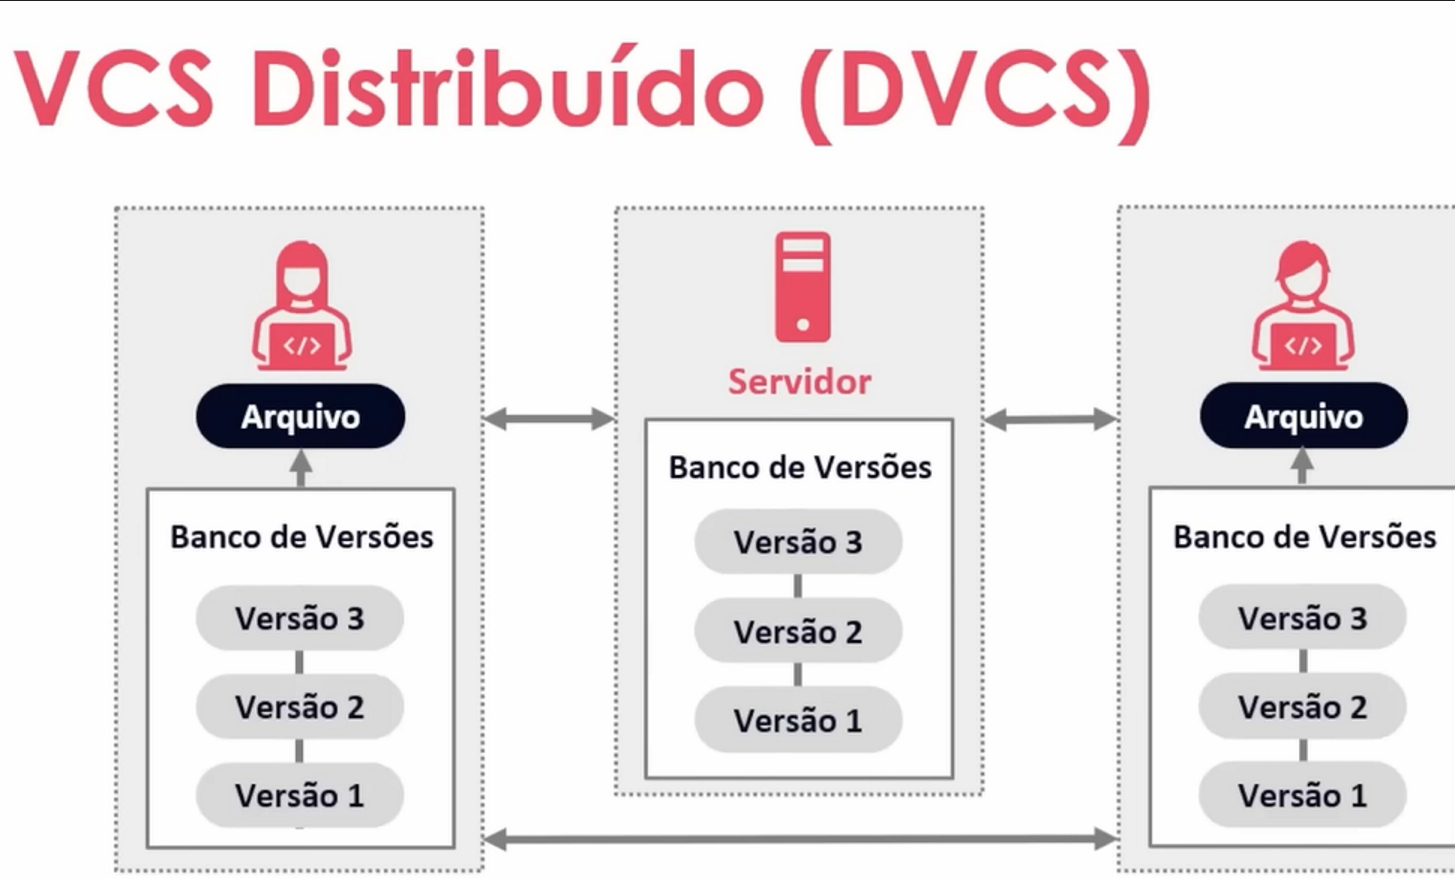 VCS Distribuído (DVCS)
</>
Arquivo
Banco de Versões
Versão 3
Versão 2
Versão 1
Servidor
Banco de Versões
Versão 3
Versão 2
Versão 1
</>
Arquivo
Banco de Versões
Versão 3
Versão 2
Versão 1